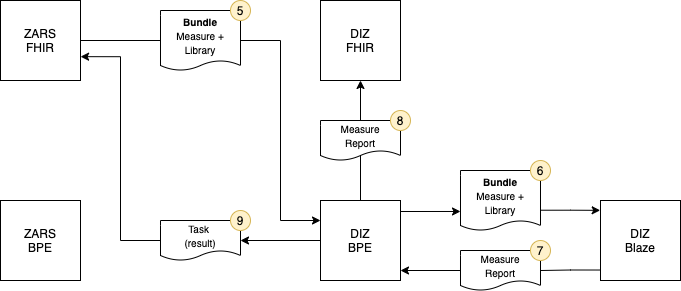 ZARS
FHIR
5
Bundle
Measure +
Library
DIZ
FHIR
8
Measure
Report
6
Bundle
Measure +
Library
ZARS
BPE
9
Task
(result)
DIZ
BPE
7
Measure
Report
DIZ
Blaze